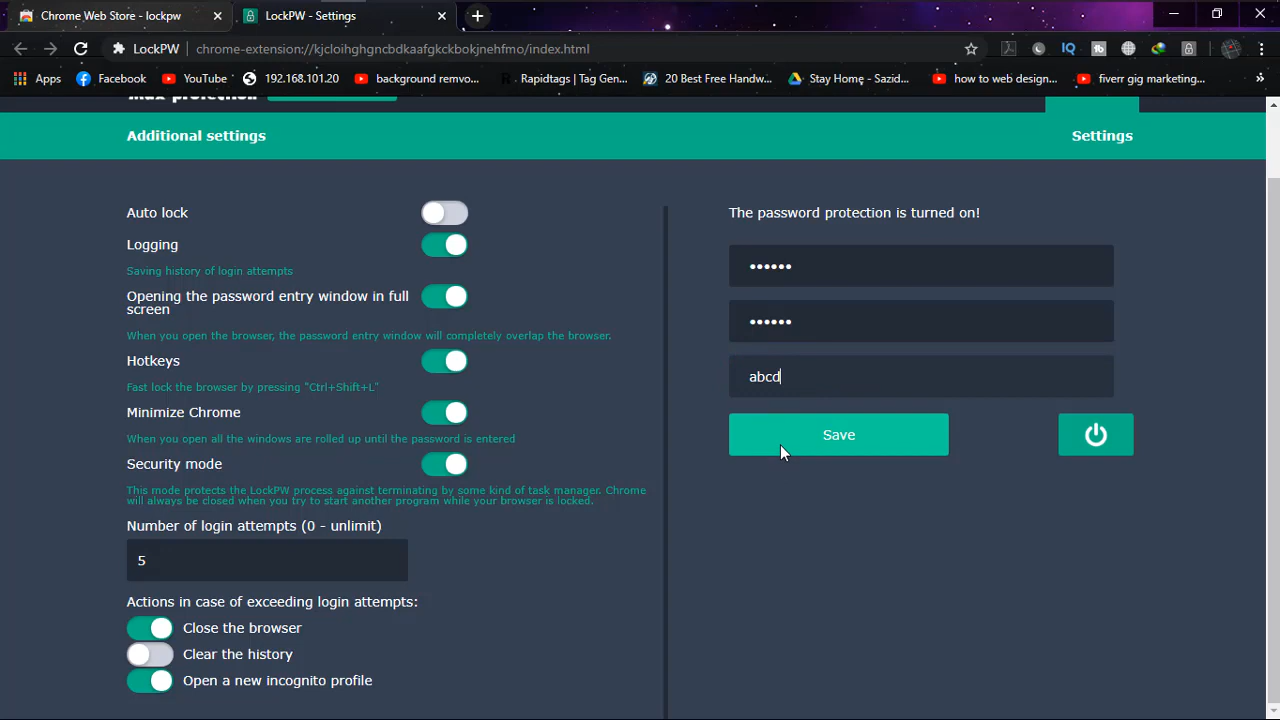 Chrome Web Store - lockpw
LockPW - Settings
LockPW
chrome-extension://kjcloihghgncbdkaafgkckbokjnehfmo/index.html
IQ
Apps
Facebook
YouTube
192.168.101.20
background remvo...
Rapidtags | Tag Gen...
20 Best Free Handw...
Stay Home - Sazid...
how to web design...
fiverr gig marketing...
Max protection
Additional settings
Settings
Auto lock
Logging
Saving history of login attempts
Opening the password entry window in full
screen
When you open the browser, the password entry window will completely overlap the browser.
Hotkeys
Fast lock the browser by pressing "Ctrl+Shift+L"
Minimize Chrome
When you open all the windows are rolled up until the password is entered
Security mode
This mode protects the LockPW process against terminating by some kind of task manager. Chrome
will always be closed when you try to start another program while your browser is locked.
Number of login attempts (0 - unlimit)
5
Actions in case of exceeding login attempts:
Close the browser
Clear the history
Open a new incognito profile
The password protection is turned on!
••••••
••••••
abcd
Save